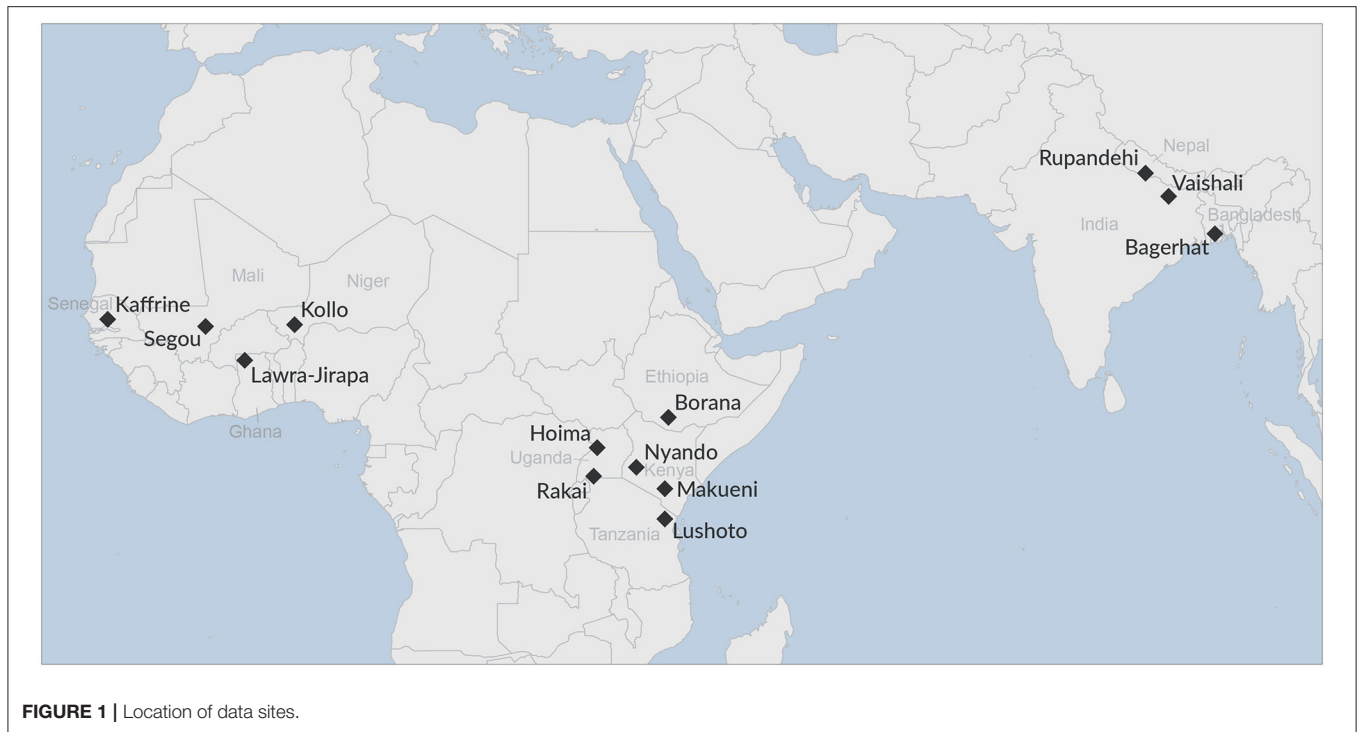 Nepal
Rupandehi
Vaishali
Bangladesh
India
Bagerhat
Mali
Niger
Senegal
Kaffrine
Kollo
Segou
Lawra-Jirapa
Ghana
Ethiopia
Borana
Hoima
Nyando
Uganda
Kenya
Rakai
Makueni
Tanzania
Lushoto
FIGURE 1 | Location of data sites.